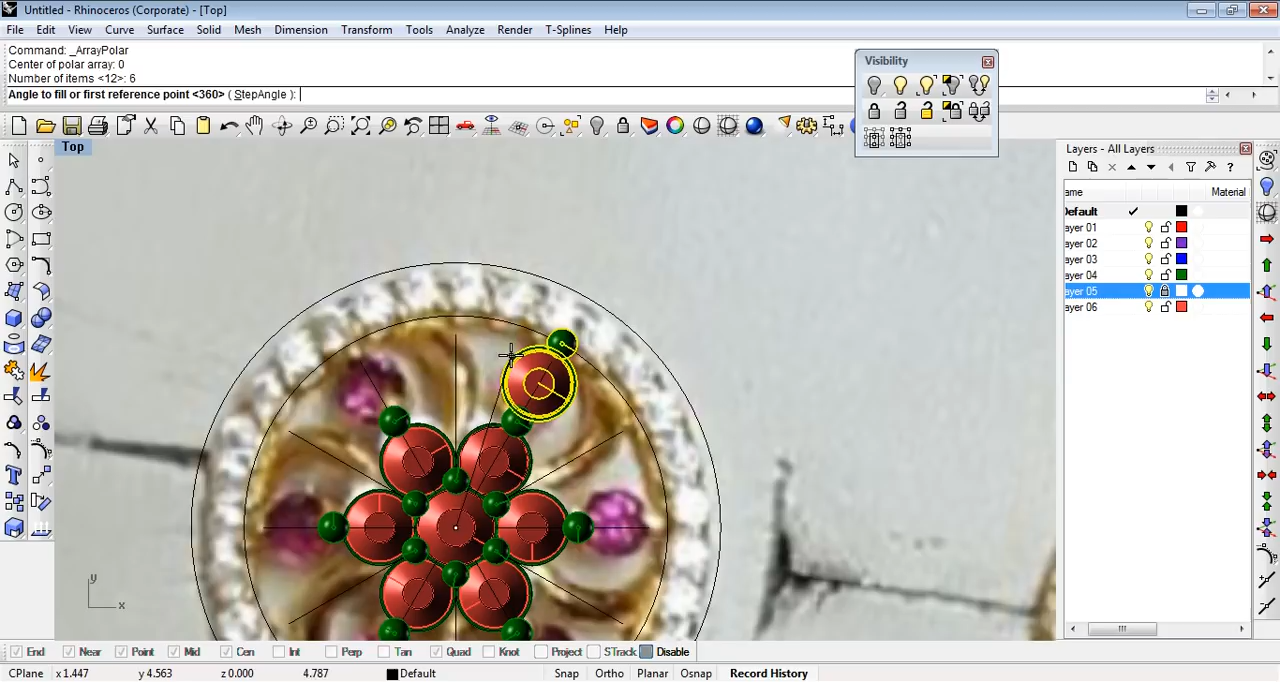 Untitled - Rhinoceros (Corporate) - [Top]
File Edit View Curve Surface Solid Mesh Dimension Transform Tools Analyze Render T-Splines Help
Command: _ArrayPolar
Center of polar array: 0
Number of items <12>: 6
Angle to fill or first reference point <360> ( StepAngle ):
Visibility
Top
Layers - All Layers
ame Material
Default
ayer 01
ayer 02
ayer 03
ayer 04
ayer 05
ayer 06
y
x
End Near Point Mid Cen Int Perp Tan Quad Knot Project STrack Disable
CPlane x 1.447 y 4.563 z 0.000 4.787 Default Snap Ortho Planar Osnap Record History